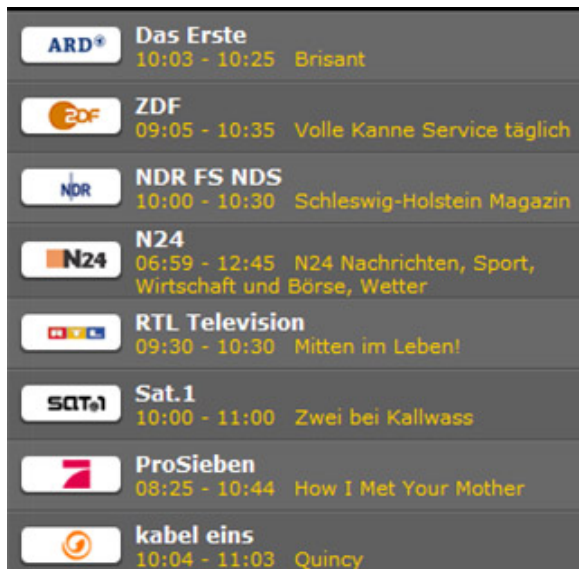 ARD
Das Erste
10:03 - 10:25 Brisant
ZDF
ZDF
09:05 - 10:35 Volle Kanne Service täglich
NDR
NDR FS NDS
10:00 - 10:30 Schleswig-Holstein Magazin
N24
N24
06:59 - 12:45 N24 Nachrichten, Sport,
Wirtschaft und Börse, Wetter
RTL
RTL Television
09:30 - 10:30 Mitten im Leben!
SAT.1
Sat.1
10:00 - 11:00 Zwei bei Kallwass
ProSieben
08:25 - 10:44 How I Met Your Mother
kabel eins
10:04 - 11:03 Quincy